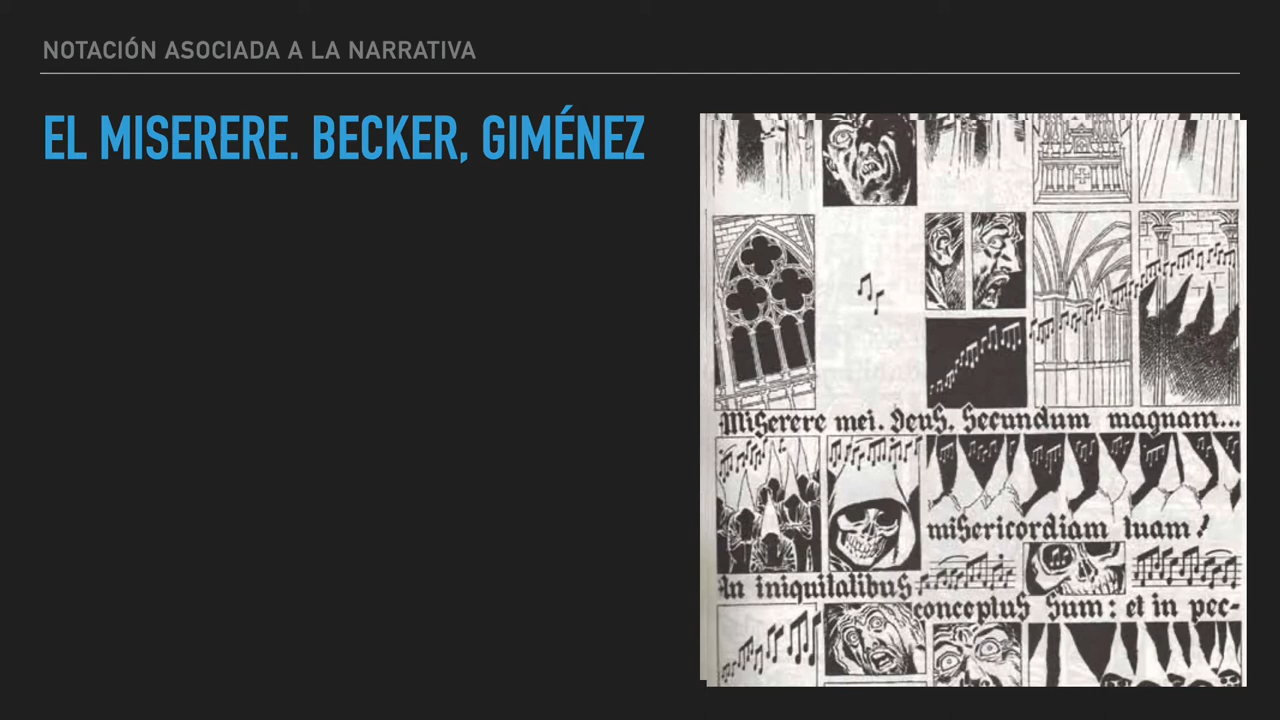 NOTACIÓN ASOCIADA A LA NARRATIVA
EL MISERERE. BECKER, GIMÉNEZ
Miserere mei. Deus. Secundum magnam...
misericordiam tuam!
In iniquitatibus
conceptus sum: et in pec-